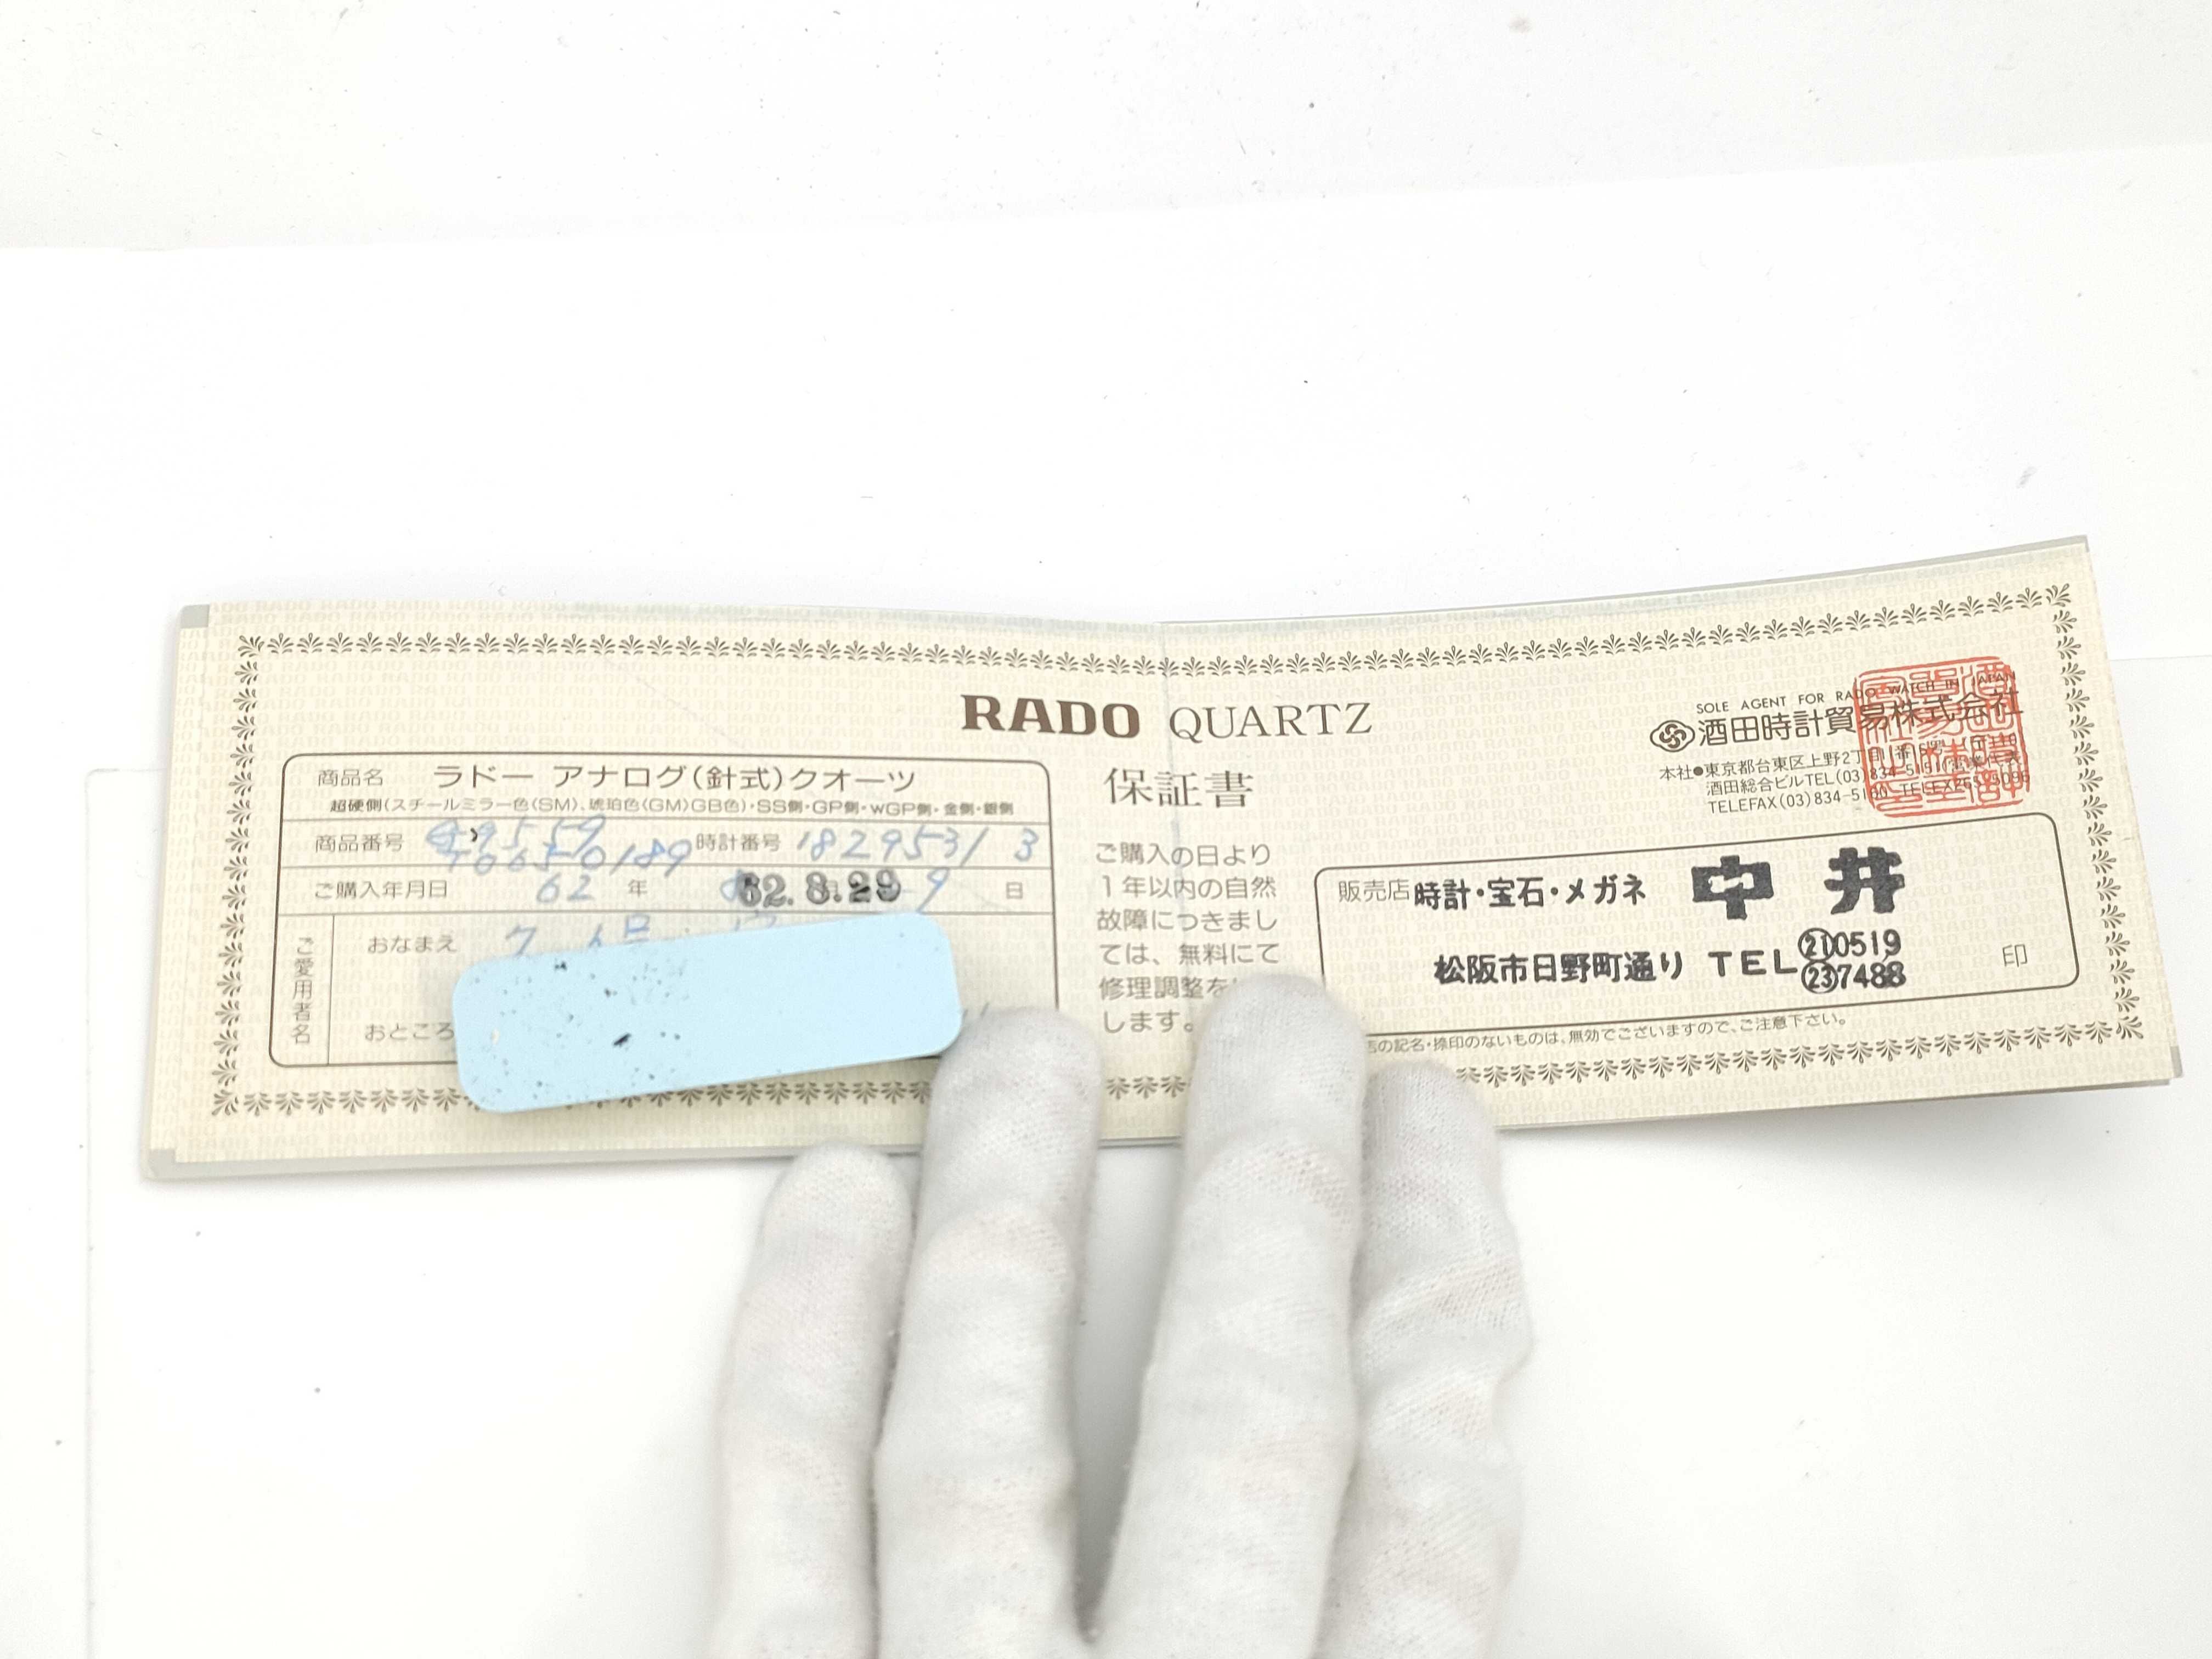 RADO QUARTZ
商品名 ラドー アナログ(針式)クオーツ
超硬側(スチールミラー色(SM)、琥珀色(GM)GB色)・SS側・GP側・WGP側・金側・銀側
商品番号
時計番号 18295313
ご購入年月日 62 年 62.8.29 9 日
ご愛用者名
おなまえ
おところ
保証書
ご購入の日より
1年以内の自然
故障につきまし
ては、無料にて
修理調整を
します。
SOLE AGENT FOR RADO WATCH IN JAPAN
酒田時計貿易株式会社
本社●東京都台東区上野2丁目
酒田総合ビルTEL(03)834-5151
TELEFAX(03)834-5100 TELEX
販売店 時計・宝石・メガネ 中井
松阪市日野町通り TEL ㉑0519
㉓7488
印
の記名・捺印のないものは、無効でございますので、ご注意下さい。